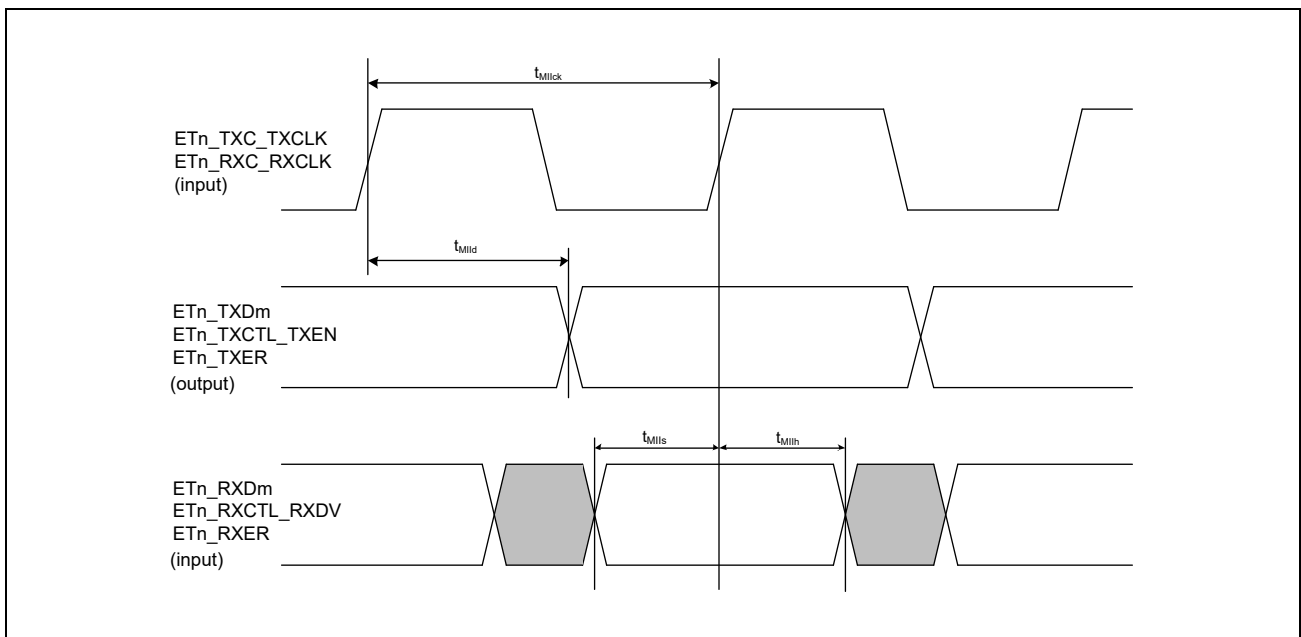 tMIIck
ETn_TXC_TXCLK
ETn_RXC_RXCLK
(input)
tMIId
ETn_TXDm
ETn_TXCTL_TXEN
ETn_TXER
(output)
tMIIs
tMIIh
ETn_RXDm
ETn_RXCTL_RXDV
ETn_RXER
(input)